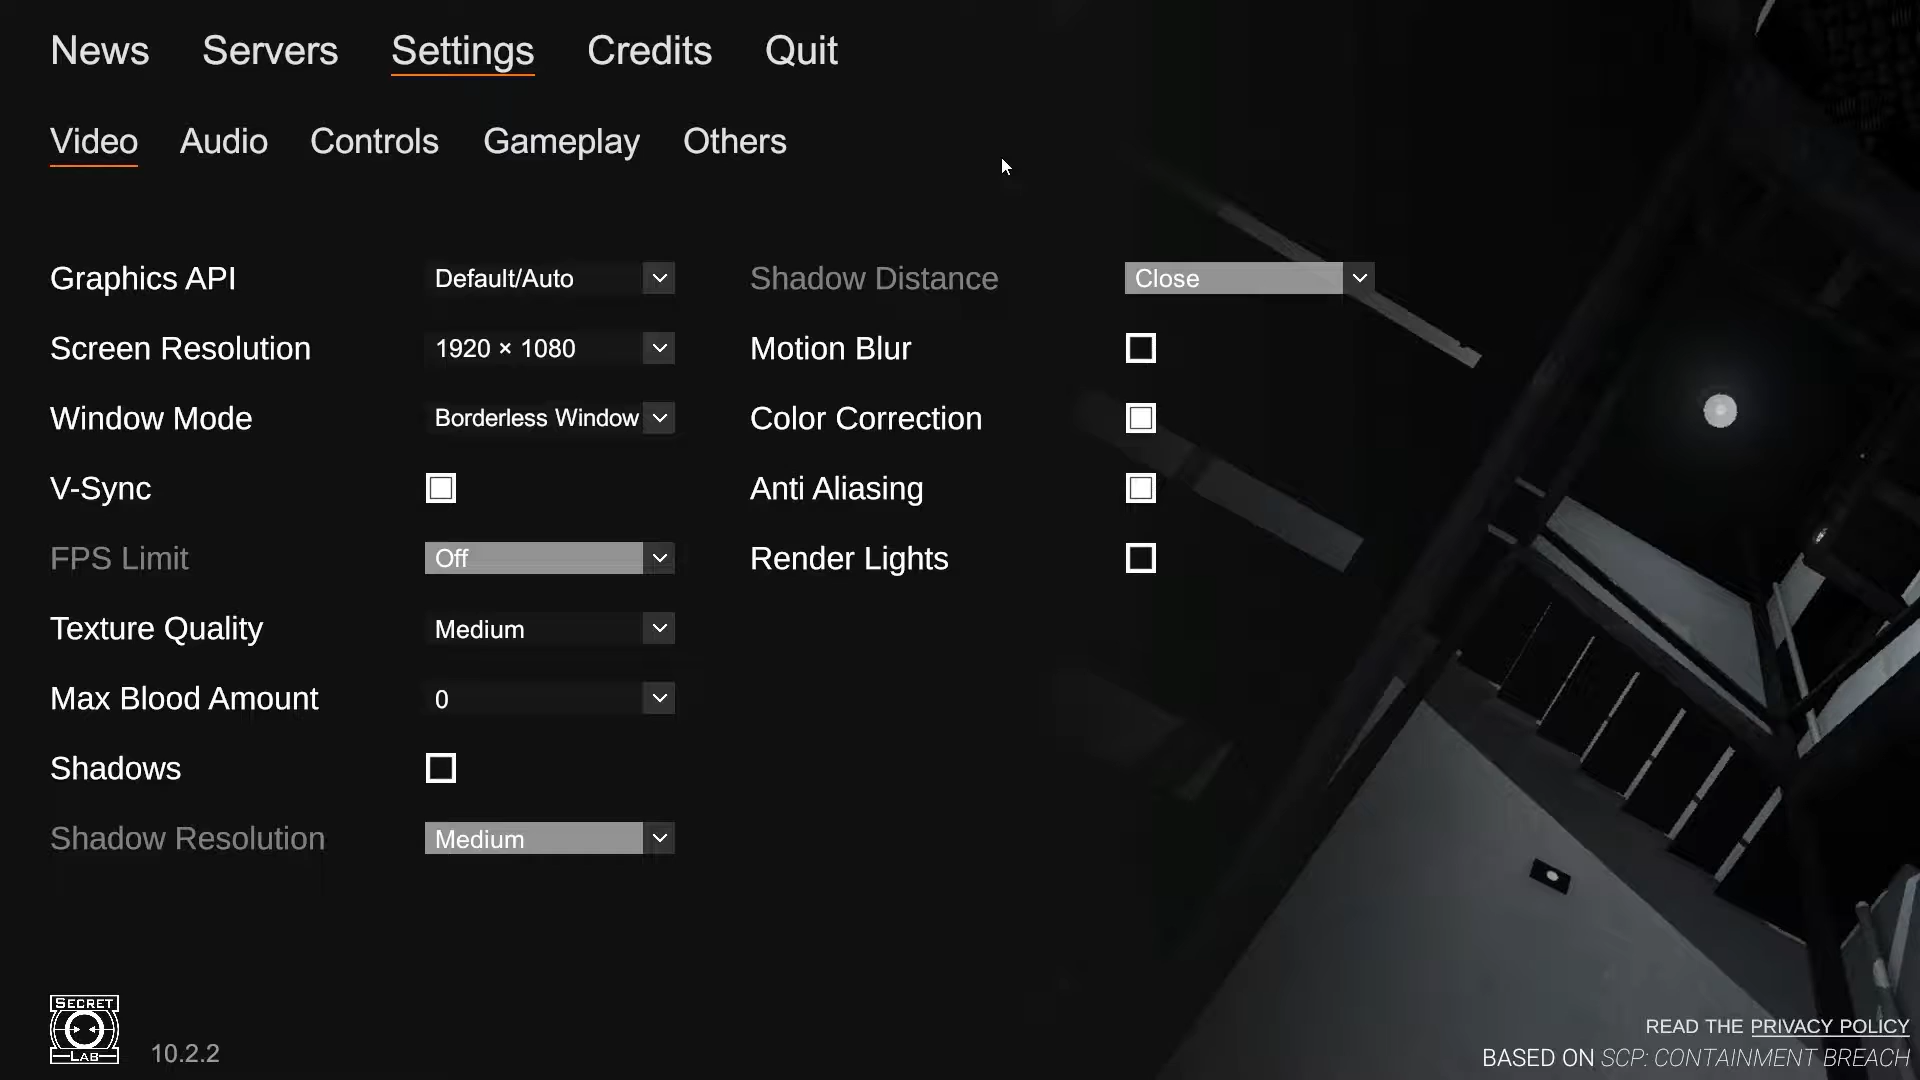 News Servers Settings Credits Quit
Video Audio Controls Gameplay Others
Graphics API Default/Auto
Screen Resolution 1920 × 1080
Window Mode Borderless Window
V-Sync
FPS Limit Off
Texture Quality Medium
Max Blood Amount 0
Shadows
Shadow Resolution Medium
Shadow Distance Close
Motion Blur
Color Correction
Anti Aliasing
Render Lights
SECRET
LAB
10.2.2
READ THE PRIVACY POLICY
BASED ON SCP: CONTAINMENT BREACH